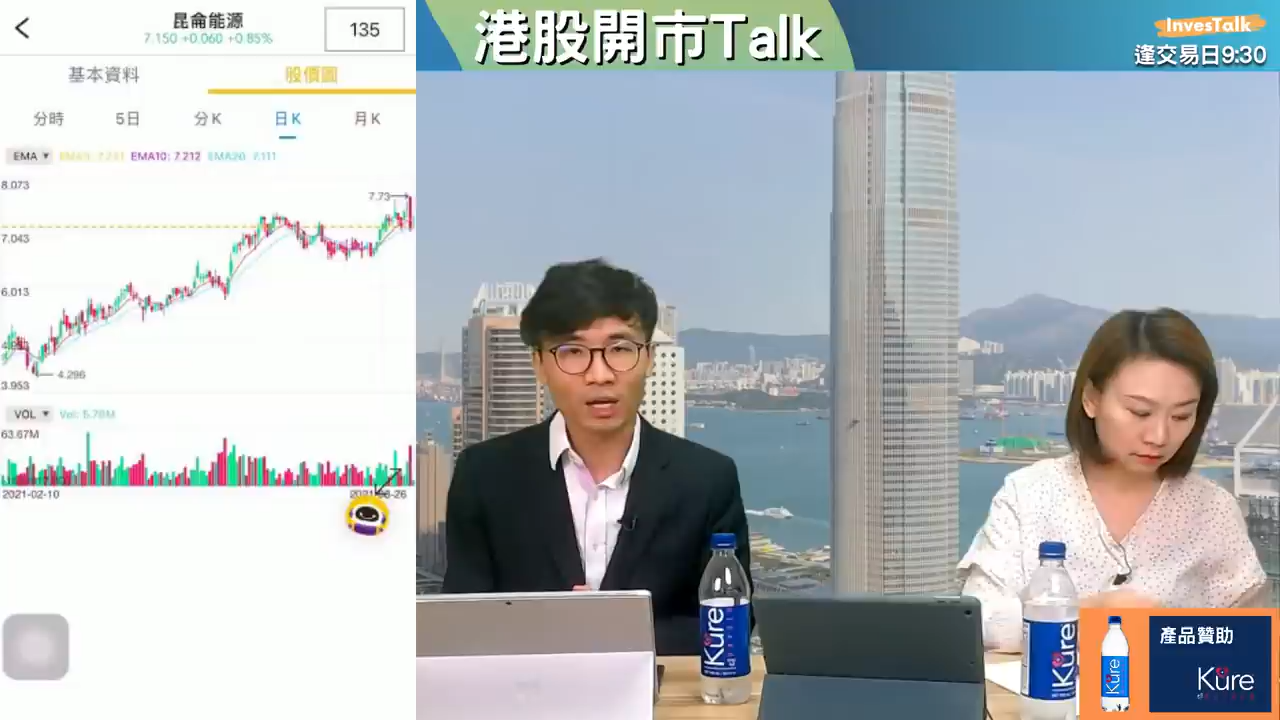 昆侖能源
7.150 +0.060 +0.85%
135
基本資料
股價圖
分時
5日
分K
日K
月K
EMA
EMA10: 7.212
EMA20: 7.111
8.073
7.73
7.043
6.013
4.296
3.953
VOL
Vol: 5.78M
63.67M
2021-02-10
港股開市Talk
InvesTalk
逢交易日9:30
Kure
Kure
Kure
產品贊助
Kure